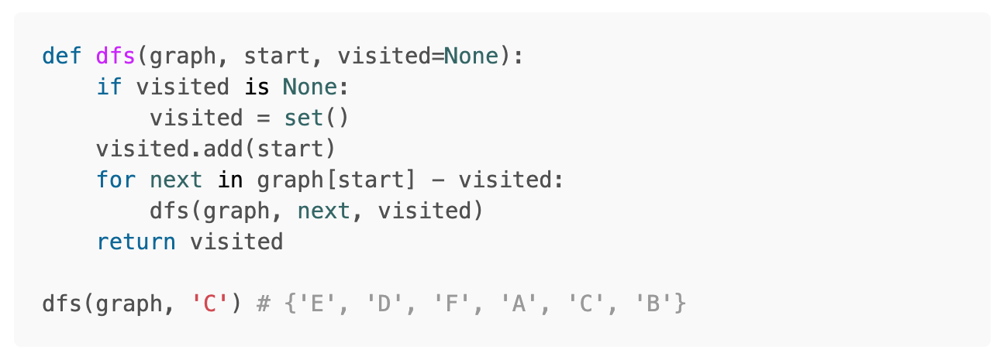 def dfs(graph, start, visited=None):
    if visited is None:
        visited = set()
    visited.add(start)
    for next in graph[start] - visited:
        dfs(graph, next, visited)
    return visited

dfs(graph, 'C') # {'E', 'D', 'F', 'A', 'C', 'B'}